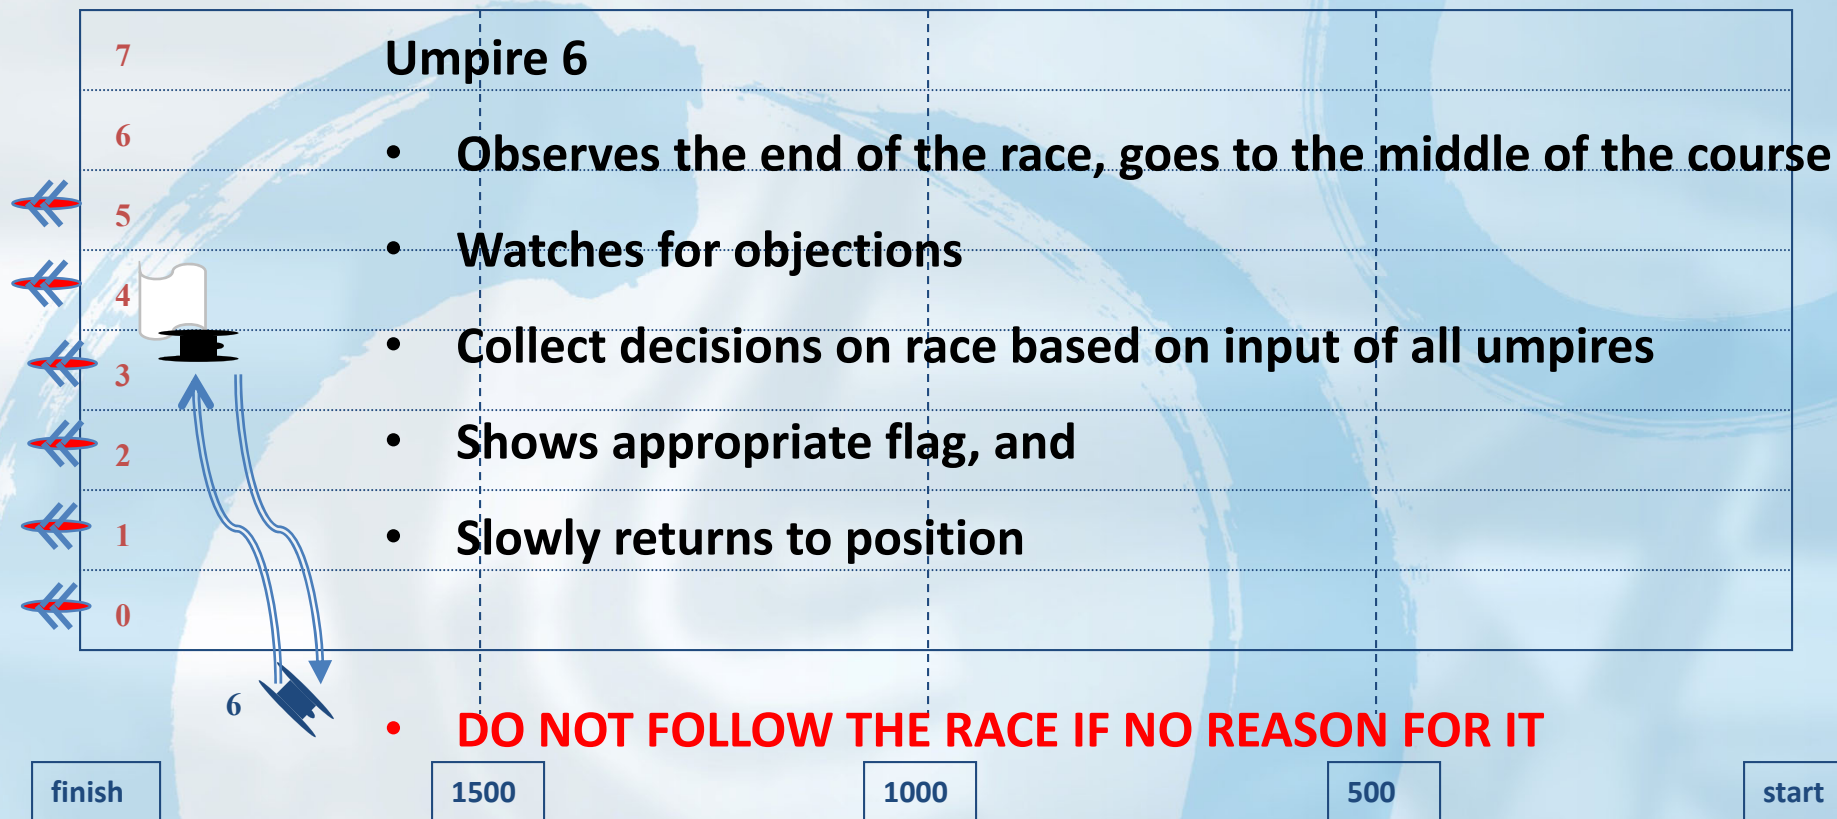 7
Umpire 6
6
• Observes the end of the race, goes to the middle of the course
5
• Watches for objections
4
• Collect decisions on race based on input of all umpires
3
• Shows appropriate flag, and
2
• Slowly returns to position
1
0
6
• DO NOT FOLLOW THE RACE IF NO REASON FOR IT
finish 1500 1000 500 start